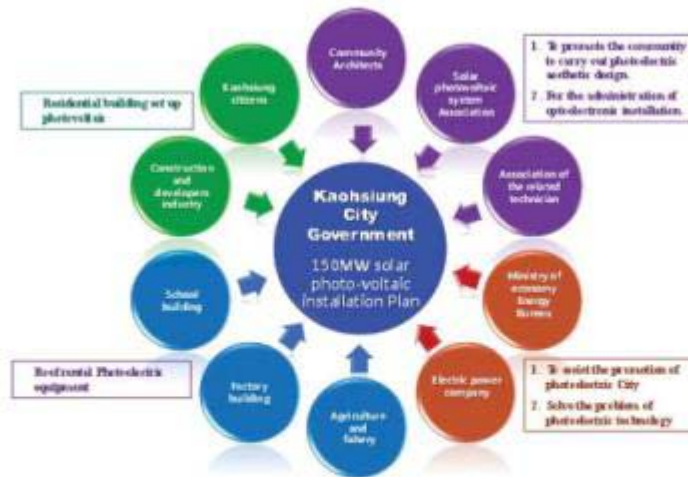 Community
Architects
Kaohsiung
citizens
Solar
photovoltaic
system
Association
1. To promote the community
to carry out photoelectric
aesthetic design.
2. For the administration of
optoelectronic installation.
Residential building set up
photovoltaic
Construction
and
developers
industry
Association of
the related
technician
Kaohsiung
City
Government
150MW solar
photo-voltaic
installation Plan
School
building
Ministry of
economy
Energy
Bureau
Roof rental Photoelectric
equipment
Factory
building
Agriculture
and
fishery
Electric power
company
1. To assist the promotion of
photoelectric City
2. Solve the problem of
photoelectric technology